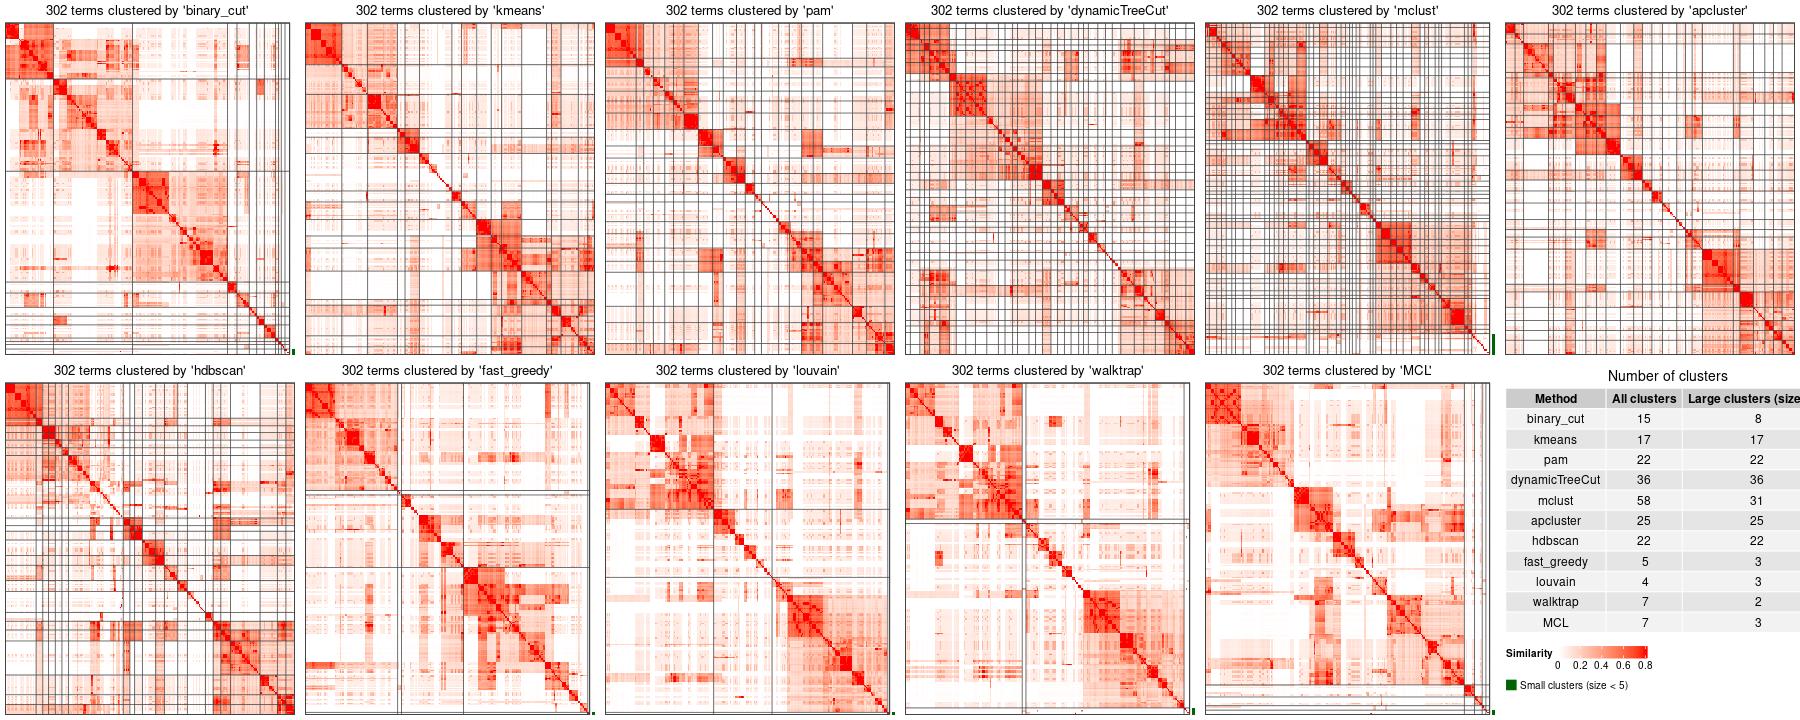 302 terms clustered by 'binary_cut'
302 terms clustered by 'kmeans'
302 terms clustered by 'pam'
302 terms clustered by 'dynamicTreeCut'
302 terms clustered by 'mclust'
302 terms clustered by 'apcluster'
302 terms clustered by 'hdbscan'
302 terms clustered by 'fast_greedy'
302 terms clustered by 'louvain'
302 terms clustered by 'walktrap'
302 terms clustered by 'MCL'
Number of clusters
Method All clusters Large clusters (size
binary_cut 15 8
kmeans 17 17
pam 22 22
dynamicTreeCut 36 36
mclust 58 31
apcluster 25 25
hdbscan 22 22
fast_greedy 5 3
louvain 4 3
walktrap 7 2
MCL 7 3
Similarity
0 0.2 0.4 0.6 0.8
Small clusters (size < 5)